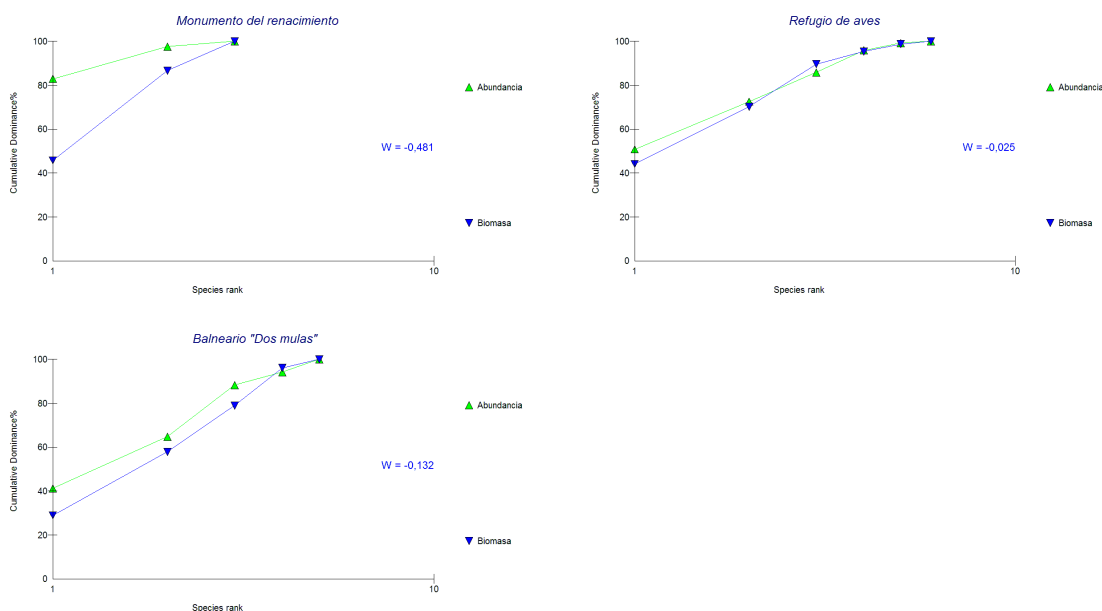 Monumento del renacimiento
100
80
60
40
20
0
1
10
Cumulative Dominance%
Species rank
Abundancia
W = -0,481
Biomasa
Refugio de aves
100
80
60
40
20
0
1
10
Cumulative Dominance%
Species rank
Abundancia
W = -0,025
Biomasa
Balneario "Dos mulas"
100
80
60
40
20
0
1
10
Cumulative Dominance%
Species rank
Abundancia
W = -0,132
Biomasa